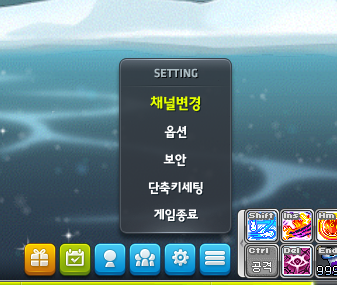 SETTING
채널변경
옵션
보안
단축키세팅
게임종료
Shift Ins Hm
Ctrl Del End
공격